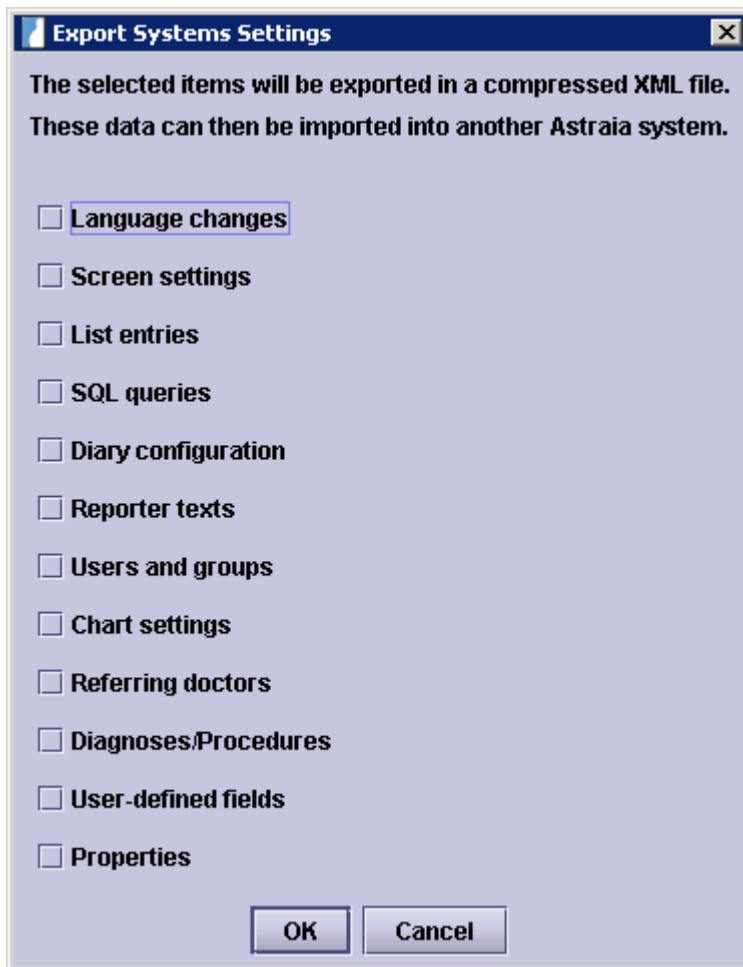 Export Systems Settings
The selected items will be exported in a compressed XML file.
These data can then be imported into another Astraia system.
Language changes
Screen settings
List entries
SQL queries
Diary configuration
Reporter texts
Users and groups
Chart settings
Referring doctors
Diagnoses/Procedures
User-defined fields
Properties
OK Cancel